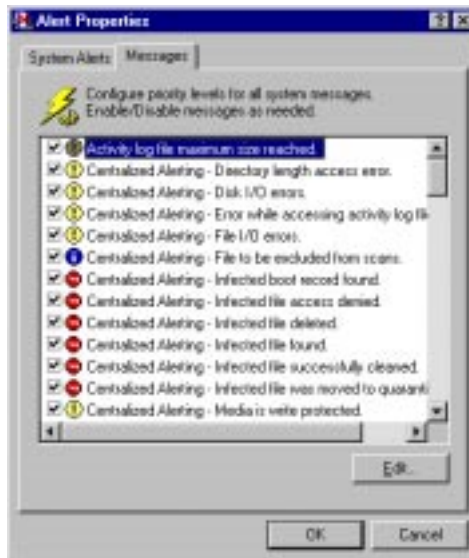 Alert Properties
System Alerts
Messages
Configure priority levels for all system messages.
Enable/Disable messages as needed.
Activity log file maximum size reached.
Centralized Alerting - Directory length access error.
Centralized Alerting - Disk I/O errors.
Centralized Alerting - Error while accessing activity log fil
Centralized Alerting - File I/O errors.
Centralized Alerting - File to be excluded from scans.
Centralized Alerting - Infected boot record found.
Centralized Alerting - Infected file access denied.
Centralized Alerting - Infected file deleted.
Centralized Alerting - Infected file found.
Centralized Alerting - Infected file successfully cleaned.
Centralized Alerting - Infected file was moved to quaranti
Centralized Alerting - Media is write protected.
Edit...
OK
Cancel